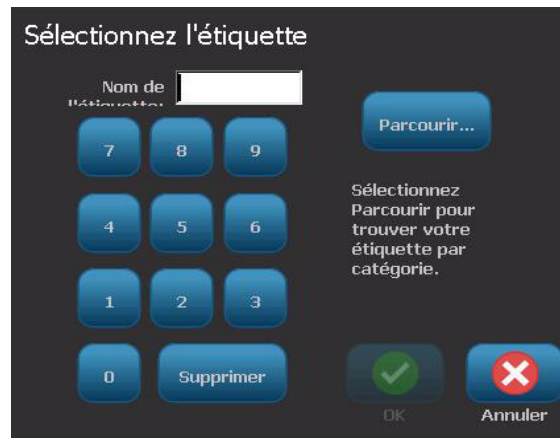 Sélectionnez l'étiquette
Nom de
l'étiquette:
Parcourir...
7 8 9
Sélectionnez
Parcourir pour
trouver votre
étiquette par
catégorie.
4 5 6
1 2 3
0 Supprimer
OK
Annuler